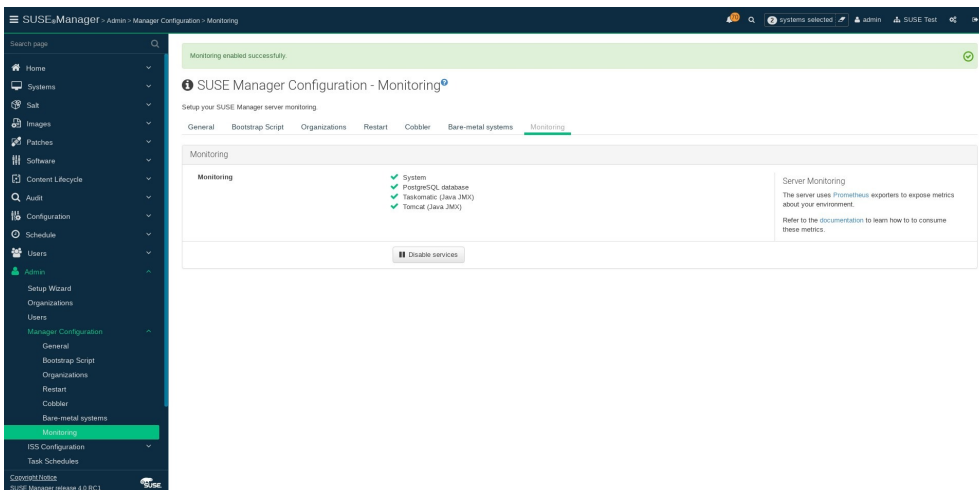 SUSE Manager > Admin > Manager Configuration > Monitoring
70
2 systems selected
admin
SUSE Test
Search page
Home
Systems
Salt
Images
Patches
Software
Content Lifecycle
Audit
Configuration
Schedule
Users
Admin
Setup Wizard
Organizations
Users
Manager Configuration
General
Bootstrap Script
Organizations
Restart
Cobbler
Bare-metal systems
Monitoring
ISS Configuration
Task Schedules
Copyright Notice
SUSE Manager release 4.0 RC1
SUSE.
Monitoring enabled successfully.
SUSE Manager Configuration - Monitoring
Setup your SUSE Manager server monitoring.
General Bootstrap Script Organizations Restart Cobbler Bare-metal systems Monitoring
Monitoring
Monitoring
System
PostgreSQL database
Taskomatic (Java JMX)
Tomcat (Java JMX)
Disable services
Server Monitoring
The server uses Prometheus exporters to expose metrics
about your environment.
Refer to the documentation to learn how to to consume
these metrics.